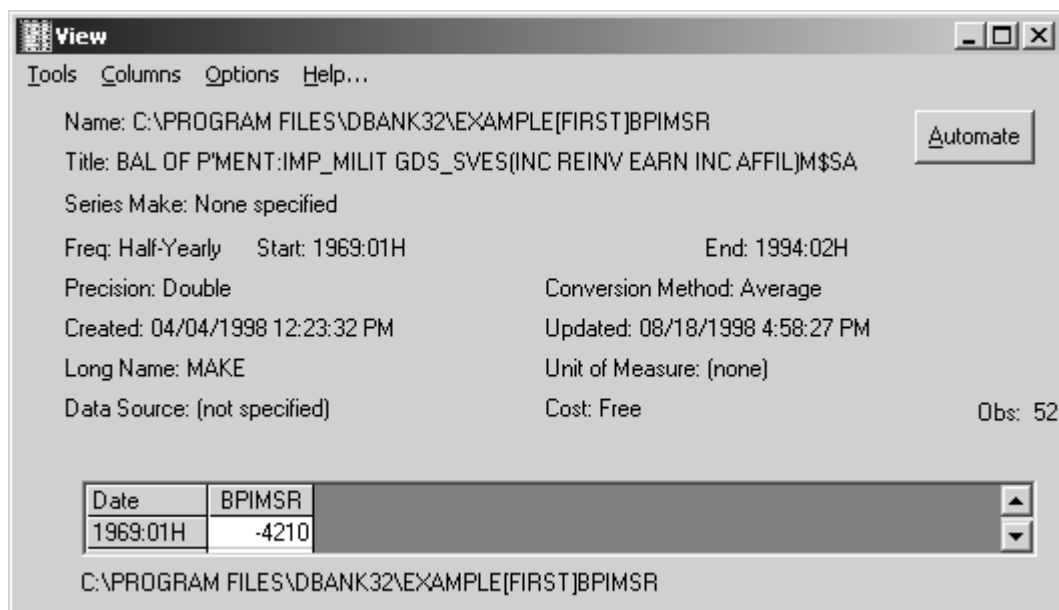 View
Tools Columns Options Help...
Name: C:\PROGRAM FILES\DBANK32\EXAMPLE[FIRST]BPIMSR
Automate
Title: BAL OF P'MENT:IMP_MILIT GDS_SVES(INC REINV EARN INC AFFIL)M$SA
Series Make: None specified
Freq: Half-Yearly Start: 1969:01H End: 1994:02H
Precision: Double Conversion Method: Average
Created: 04/04/1998 12:23:32 PM Updated: 08/18/1998 4:58:27 PM
Long Name: MAKE Unit of Measure: (none)
Data Source: (not specified) Cost: Free Obs: 52
Date BPIMSR
1969:01H -4210
C:\PROGRAM FILES\DBANK32\EXAMPLE[FIRST]BPIMSR